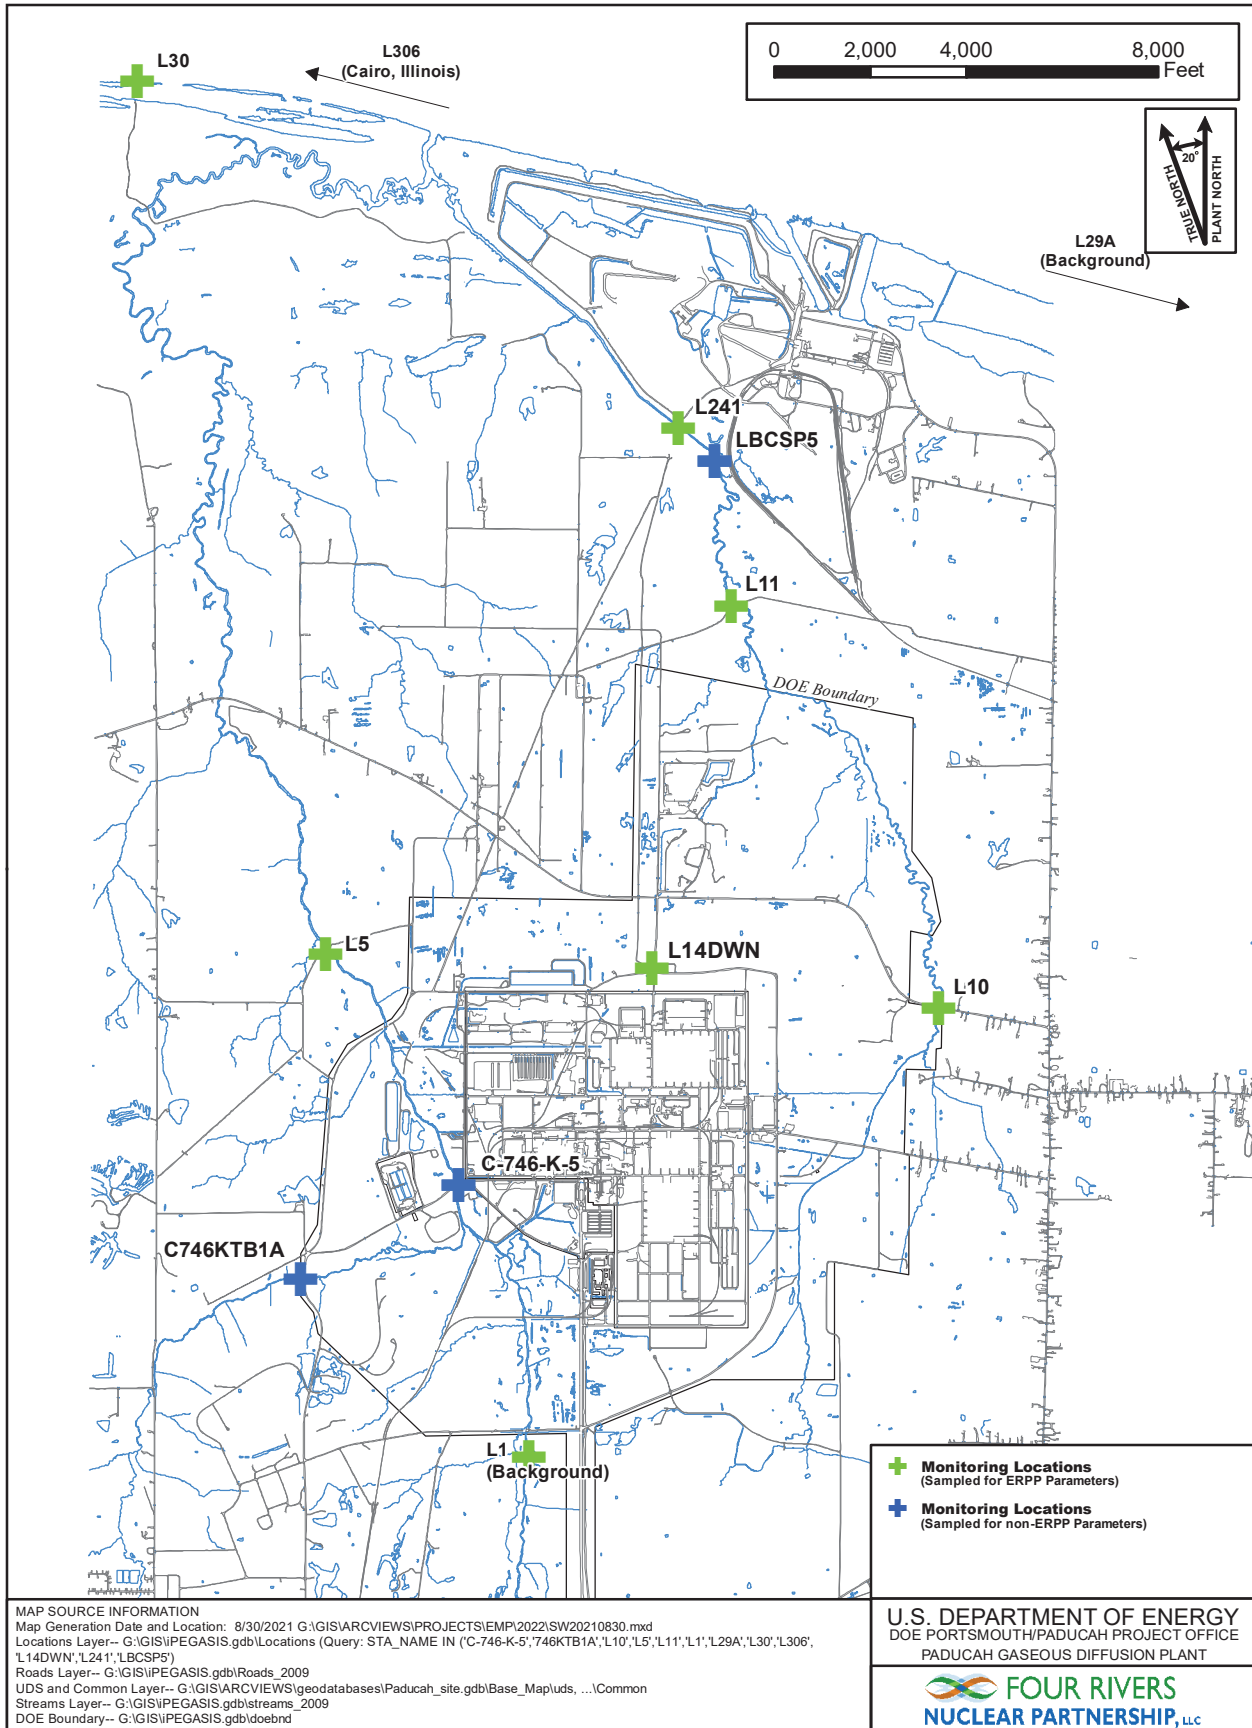 L30
L306
(Cairo, Illinois)
0 2,000 4,000 8,000
Feet
20°
TRUE NORTH
PLANT NORTH
L29A
(Background)
L241
LBCSP5
L11
DOE Boundary
L5
L14DWN
L10
C-746-K-5
C746KTB1A
L1
(Background)
Monitoring Locations
(Sampled for ERPP Parameters)
Monitoring Locations
(Sampled for non-ERPP Parameters)
MAP SOURCE INFORMATION
Map Generation Date and Location: 8/30/2021 G:\GIS\ARCVIEWS\PROJECTS\EMP\2022\SW20210830.mxd
Locations Layer-- G:\GIS\iPEGASIS.gdb\Locations (Query: STA_NAME IN ('C-746-K-5','746KTB1A','L10','L5','L11','L1','L29A','L30','L306',
'L14DWN','L241','LBCSP5')
Roads Layer-- G:\GIS\iPEGASIS.gdb\Roads_2009
UDS and Common Layer-- G:\GIS\ARCVIEWS\geodatabases\Paducah_site.gdb\Base_Map\uds, ...\Common
Streams Layer-- G:\GIS\iPEGASIS.gdb\streams_2009
DOE Boundary-- G:\GIS\iPEGASIS.gdb\doebnd
U.S. DEPARTMENT OF ENERGY
DOE PORTSMOUTH/PADUCAH PROJECT OFFICE
PADUCAH GASEOUS DIFFUSION PLANT
FOUR RIVERS
NUCLEAR PARTNERSHIP, LLC